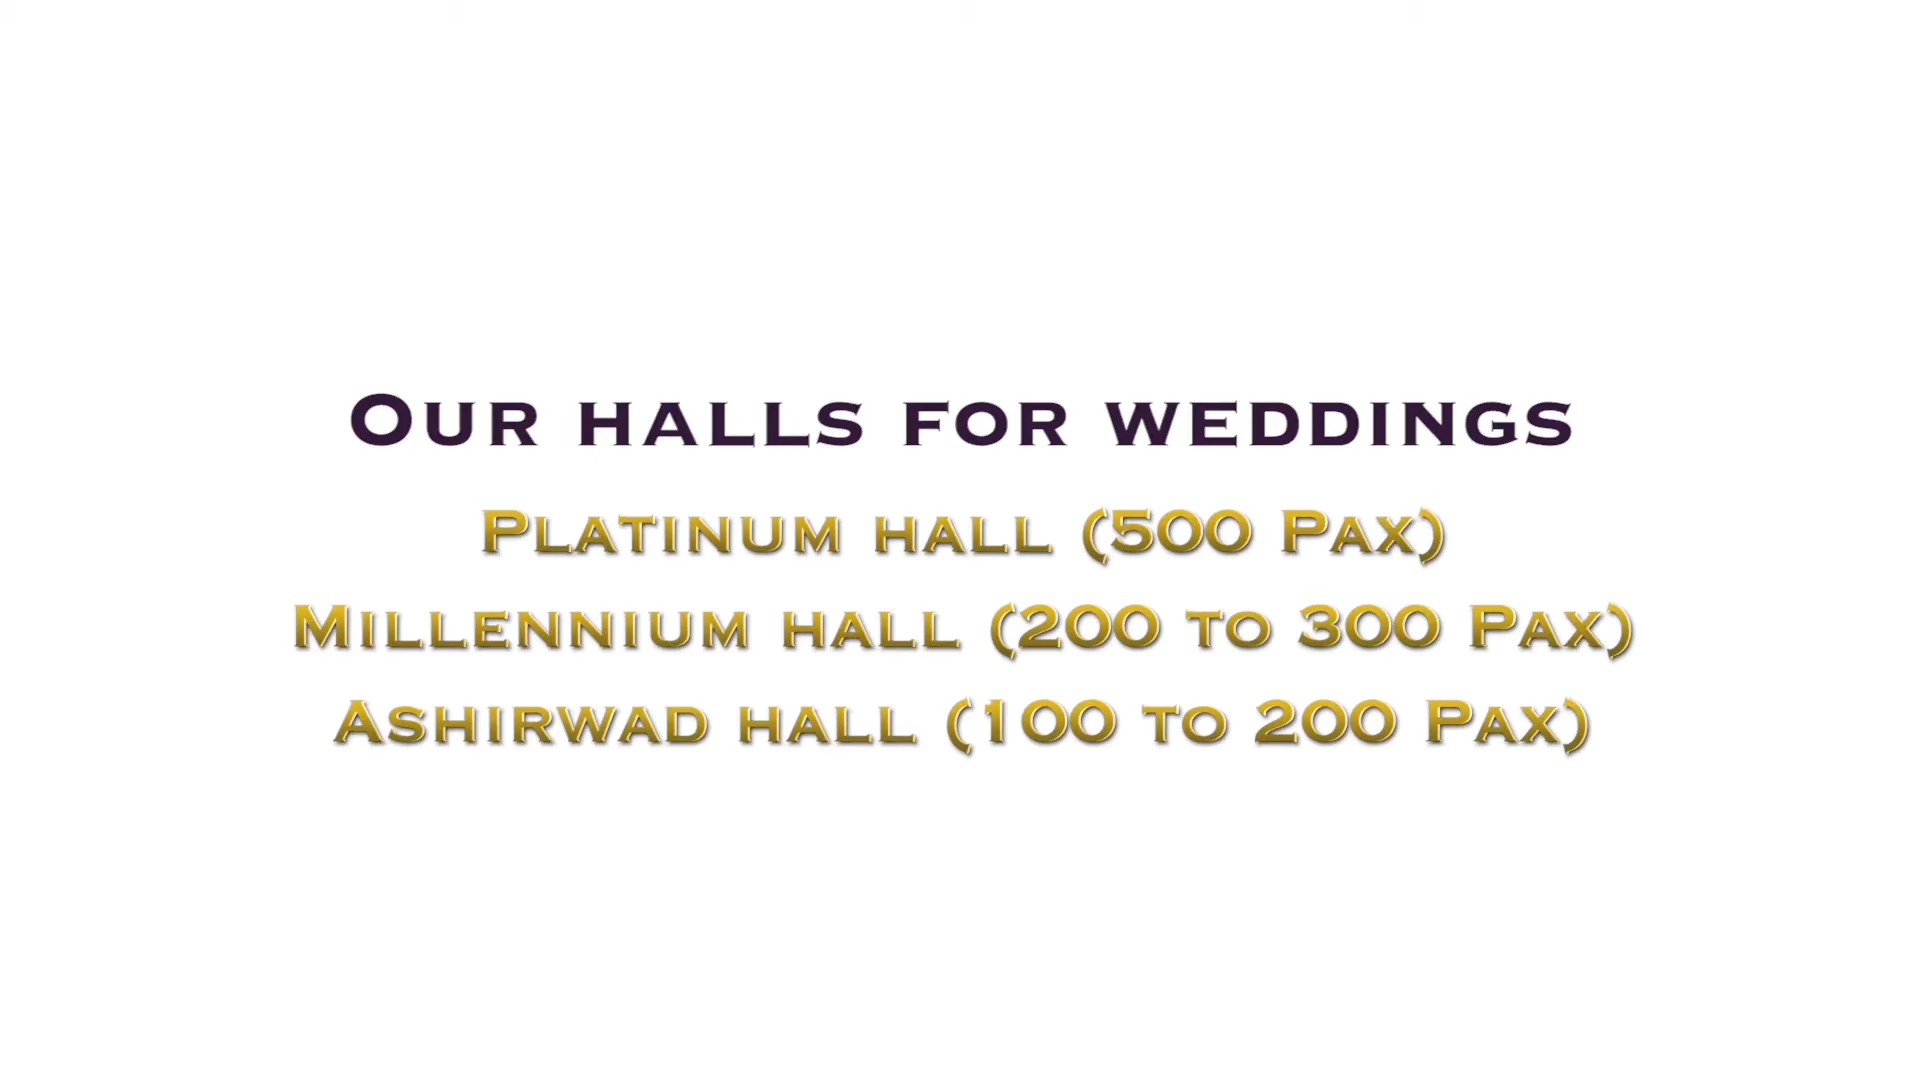 Our halls for weddings
Platinum hall (500 Pax)
Millennium hall (200 to 300 Pax)
Ashirwad hall (100 to 200 Pax)